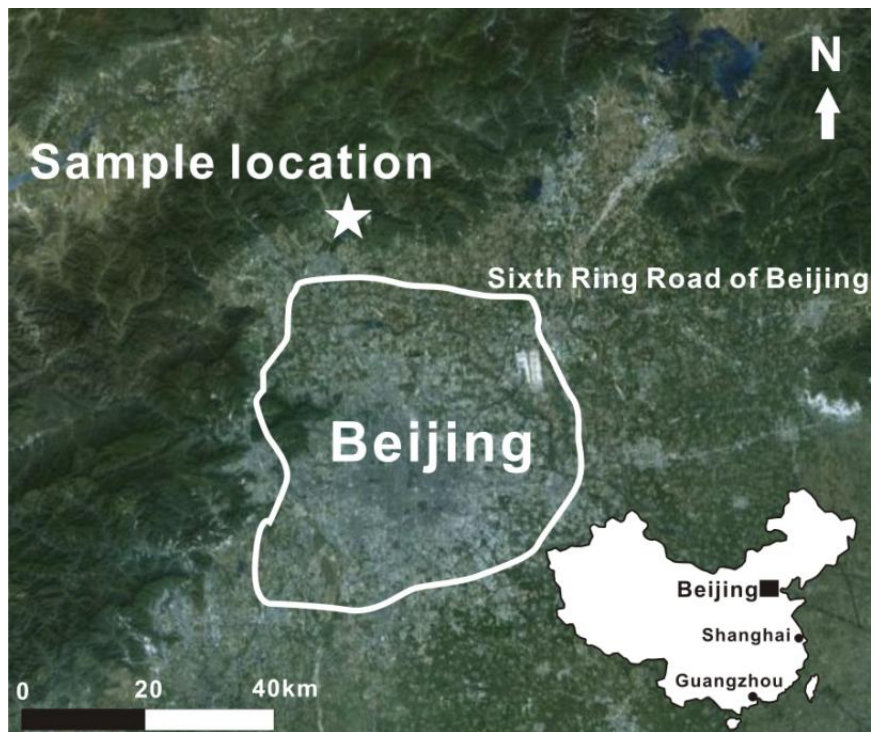 N
Sample location
Sixth Ring Road of Beijing
Beijing
Beijing
Shanghai
Guangzhou
0 20 40km